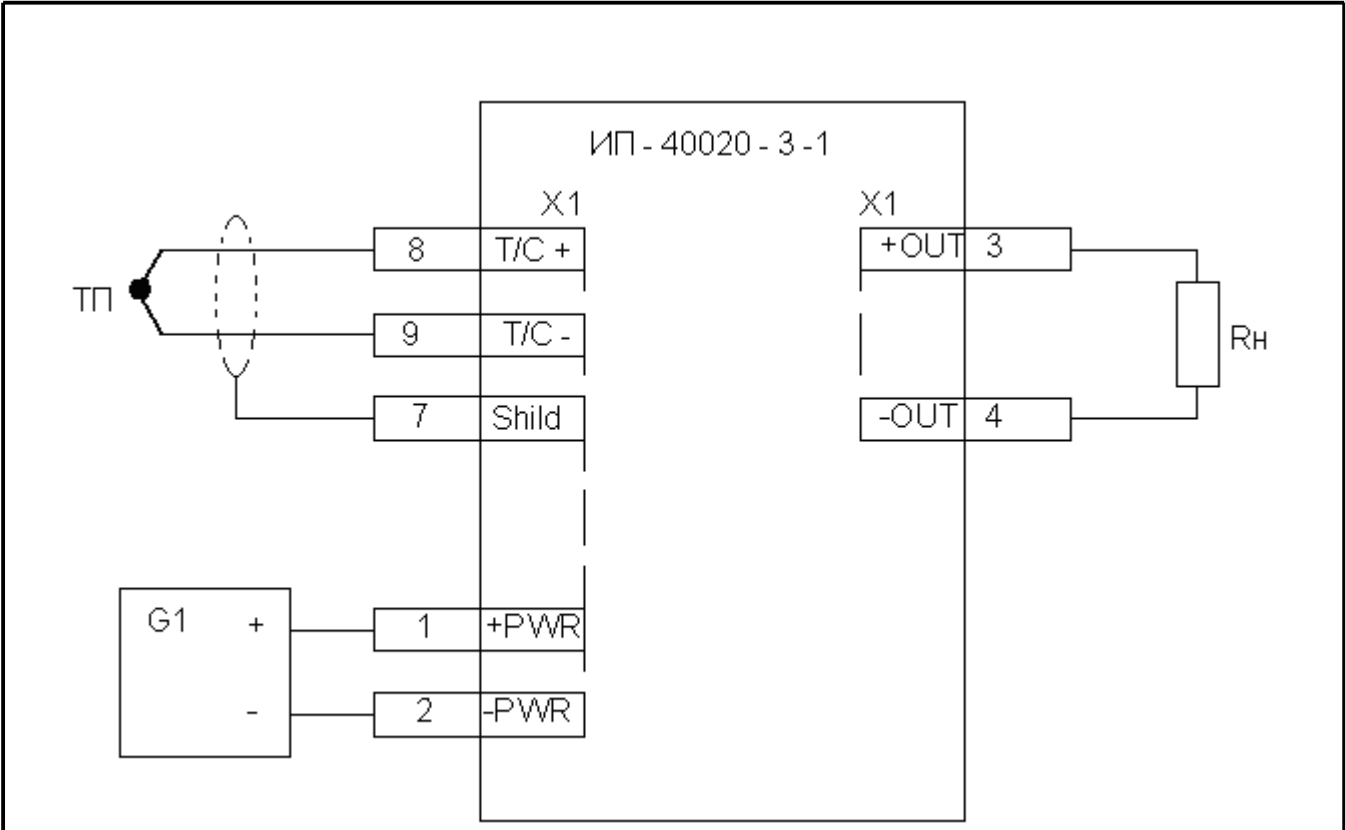 ИП - 40020 - 3 -1
X1
X1
8 T/C +
+OUT 3
ТП
9 T/C -
Rн
7 Shild
-OUT 4
G1 +
1 +PWR
-
2 -PWR